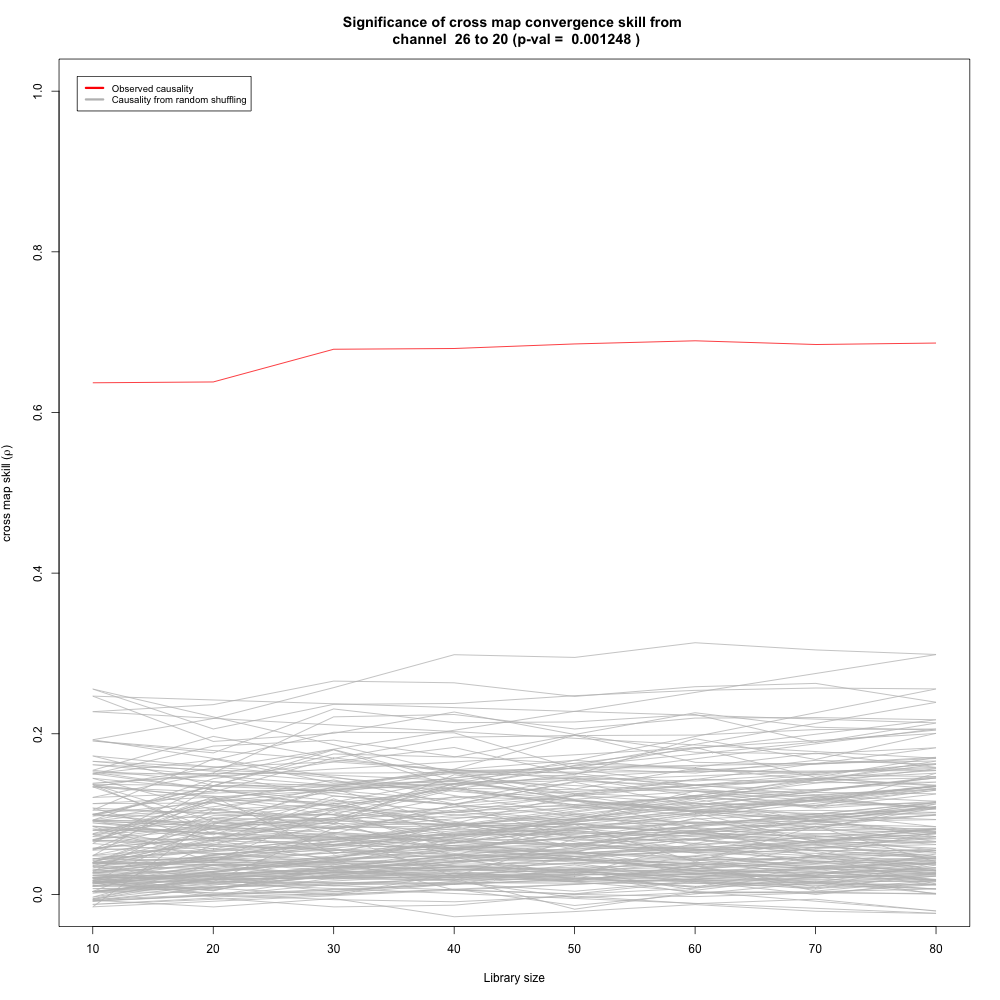 Significance of cross map convergence skill from
channel  26 to 20 (p-val =  0.001248 )
Observed causality
Causality from random shuffling
1.0
0.8
0.6
0.4
0.2
0.0
cross map skill (ρ)
10 20 30 40 50 60 70 80
Library size